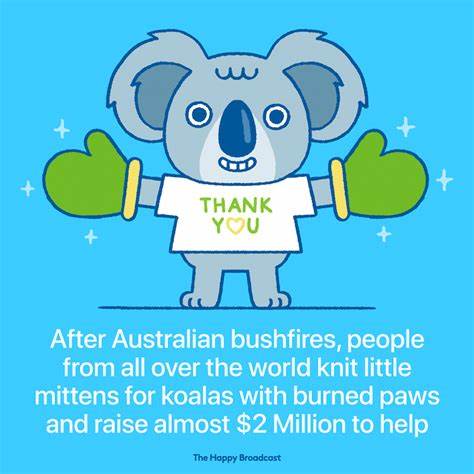 THANK
YOU
After Australian bushfires, people
from all over the world knit little
mittens for koalas with burned paws
and raise almost $2 Million to help
The Happy Broadcast